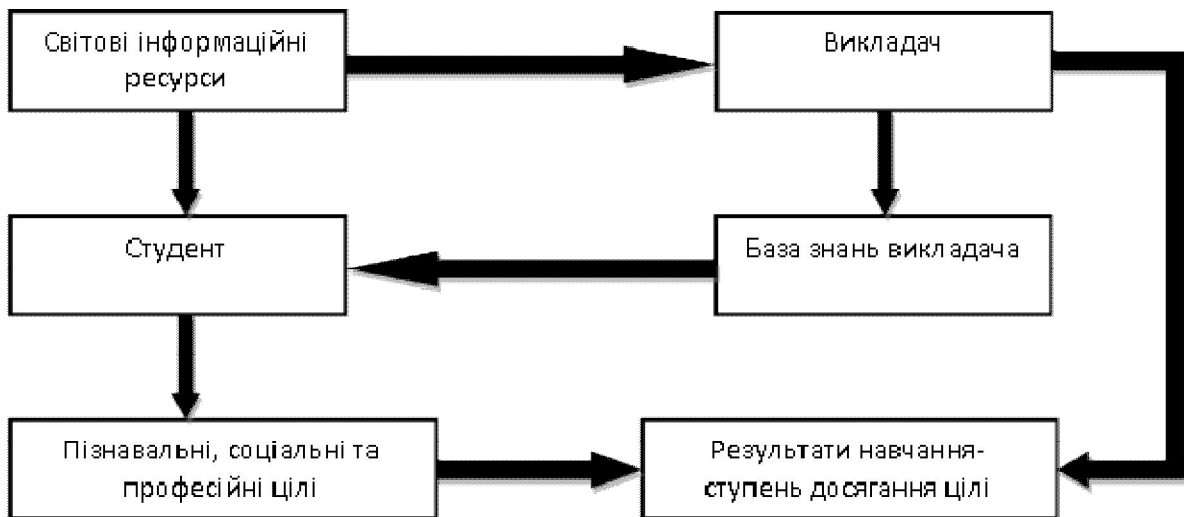 Світові інформаційні
ресурси
Викладач
Студент
База знань викладача
Пізнавальні, соціальні та
професійні цілі
Результати навчання-
ступень досягання цілі